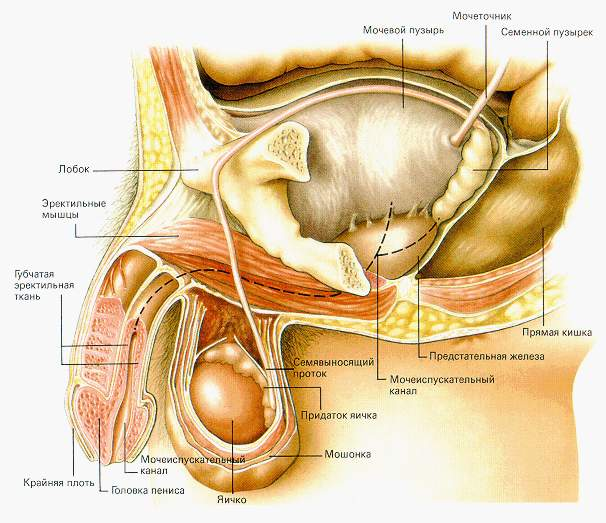 Мочеточник
Мочевой пузырь
Семенной пузырек
Лобок
Эректильные
мышцы
Губчатая
эректильная
ткань
Прямая кишка
Предстательная железа
Семявыносящий
проток
Мочеиспускательный
канал
Придаток яичка
Мошонка
Мочеиспускательный
канал
Крайняя плоть
Головка пениса
Яичко